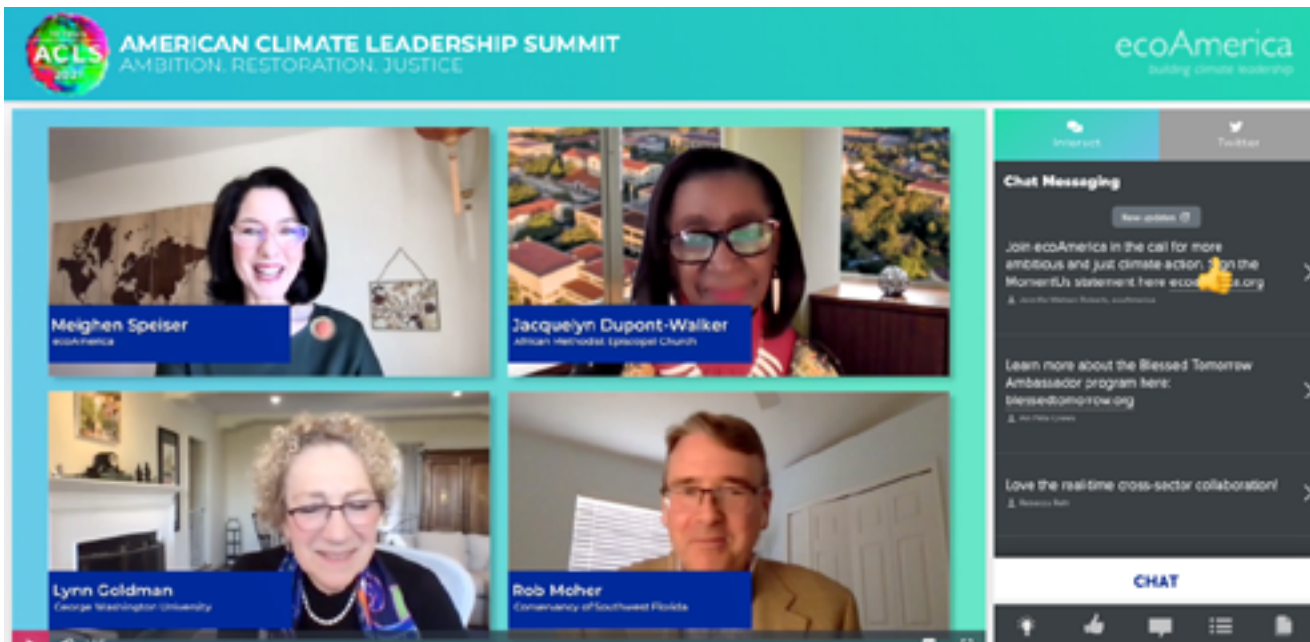 ACLS
2021
AMERICAN CLIMATE LEADERSHIP SUMMIT
AMBITION. RESTORATION. JUSTICE
ecoAmerica
building climate leadership
Meighen Speiser
ecoAmerica
Jacquelyn Dupont-Walker
African Methodist Episcopal Church
Lynn Goldman
George Washington University
Rob Moher
Conservancy of Southwest Florida
Interact
Twitter
Chat Messaging
New updates
Join ecoAmerica in the call for more
ambitious and just climate action. the
MomentUs statement here
Learn more about the Blessed Tomorrow
Ambassador program here:
blessedtomorrow.org
Love the real-time cross-sector collaboration!
CHAT